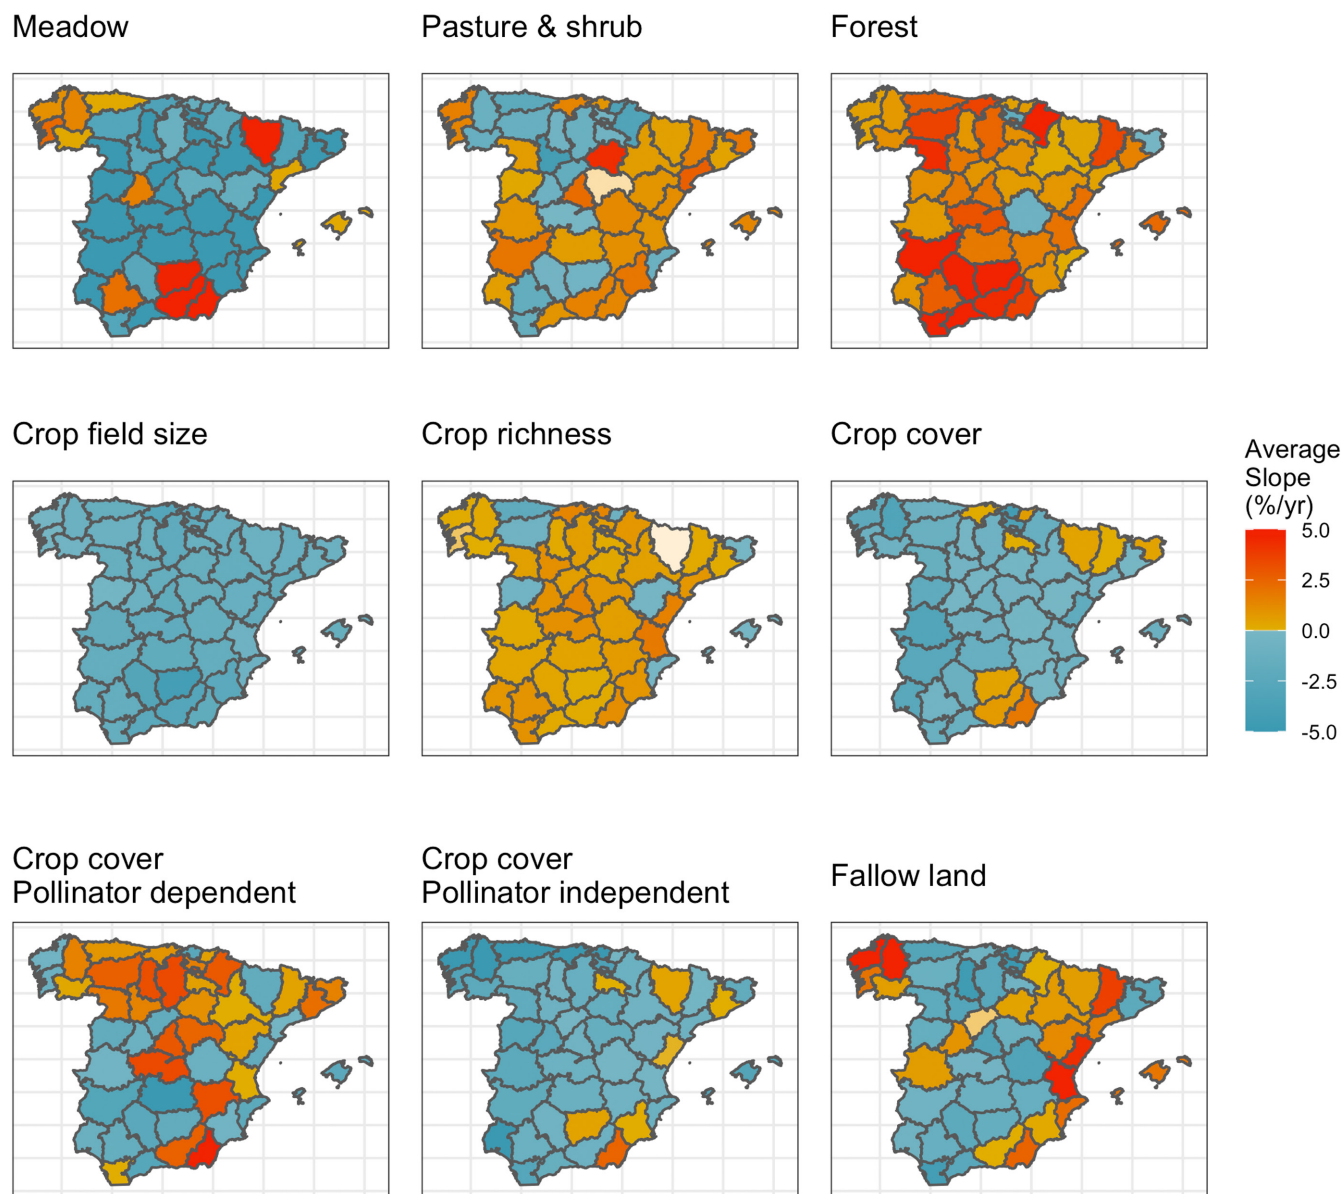 Meadow
Pasture & shrub
Forest
Crop field size
Crop richness
Crop cover
Average
Slope
(%/yr)
5.0
2.5
0.0
-2.5
-5.0
Crop cover
Pollinator dependent
Crop cover
Pollinator independent
Fallow land